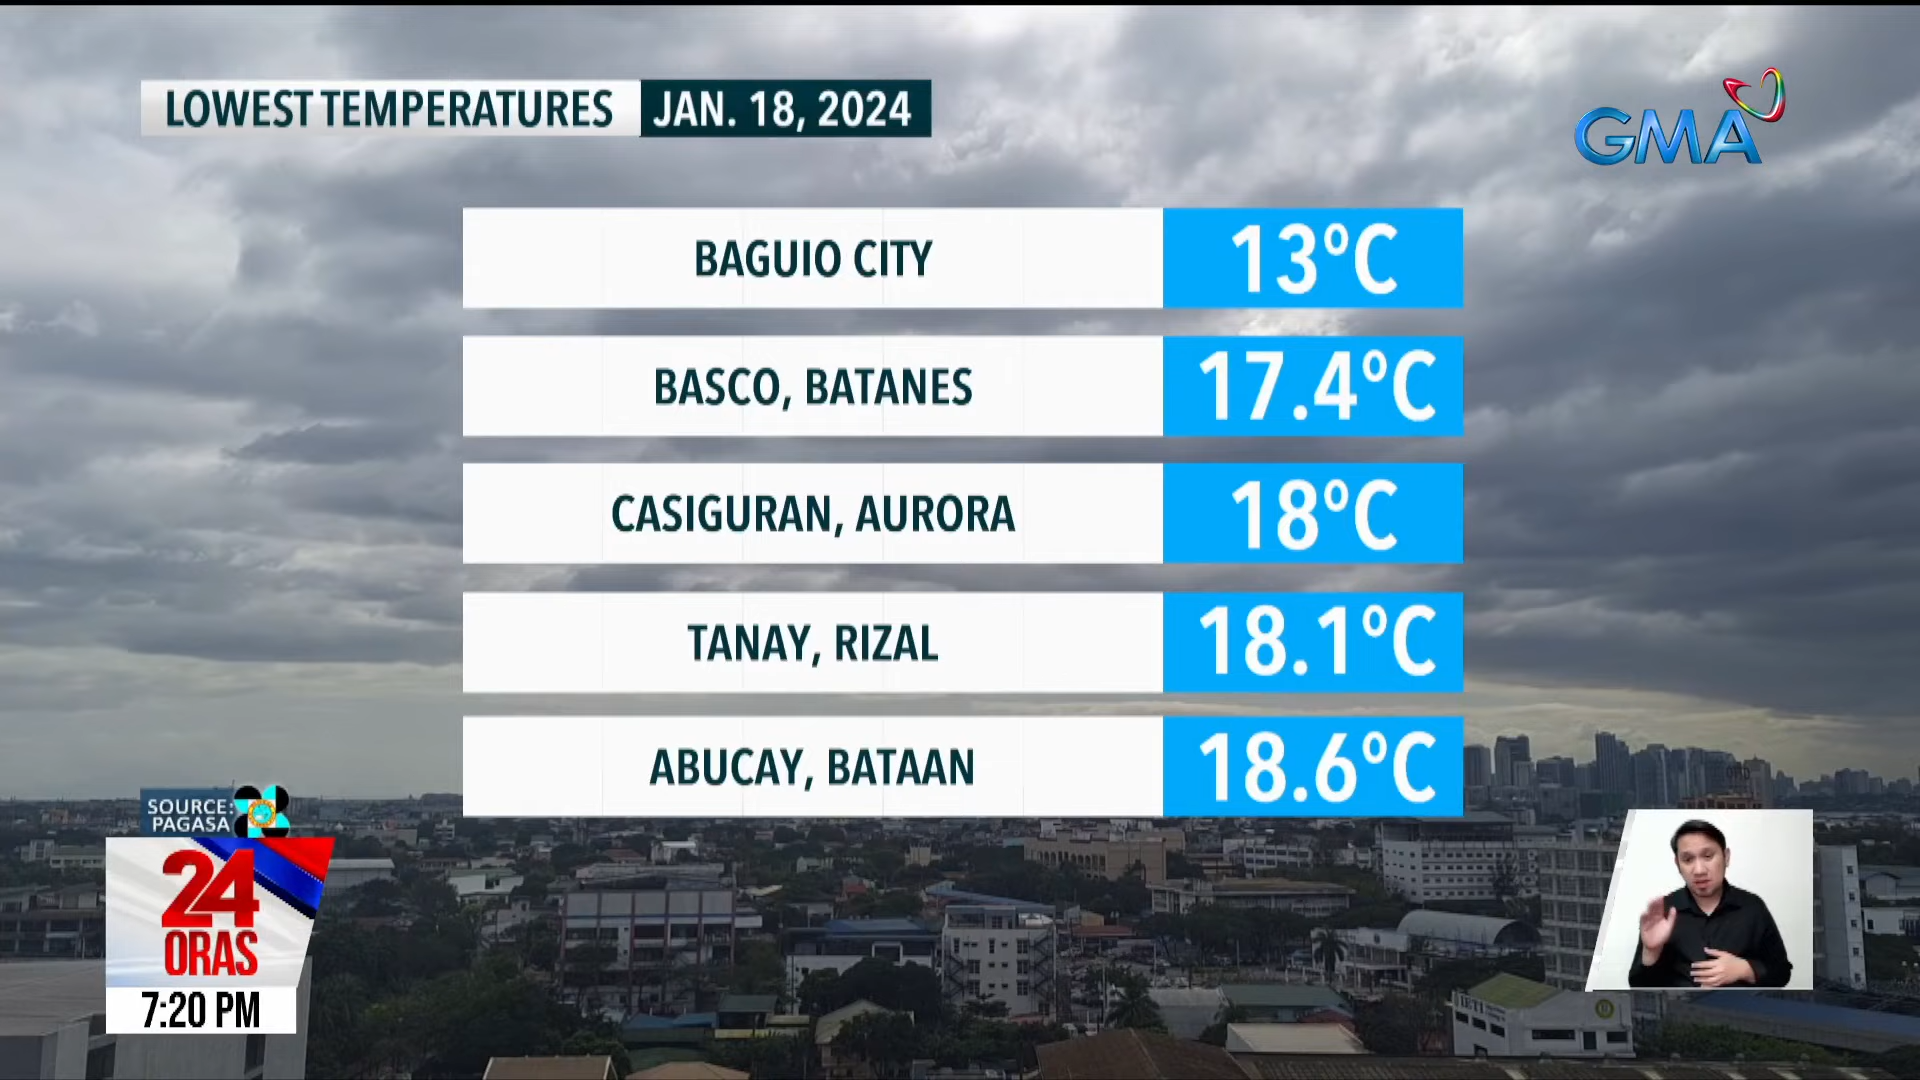 LOWEST TEMPERATURES JAN. 18, 2024
GMA
BAGUIO CITY 13°C
BASCO, BATANES 17.4°C
CASIGURAN, AURORA 18°C
TANAY, RIZAL 18.1°C
ABUCAY, BATAAN 18.6°C
SOURCE:
PAGASA
24
ORAS
7:20 PM